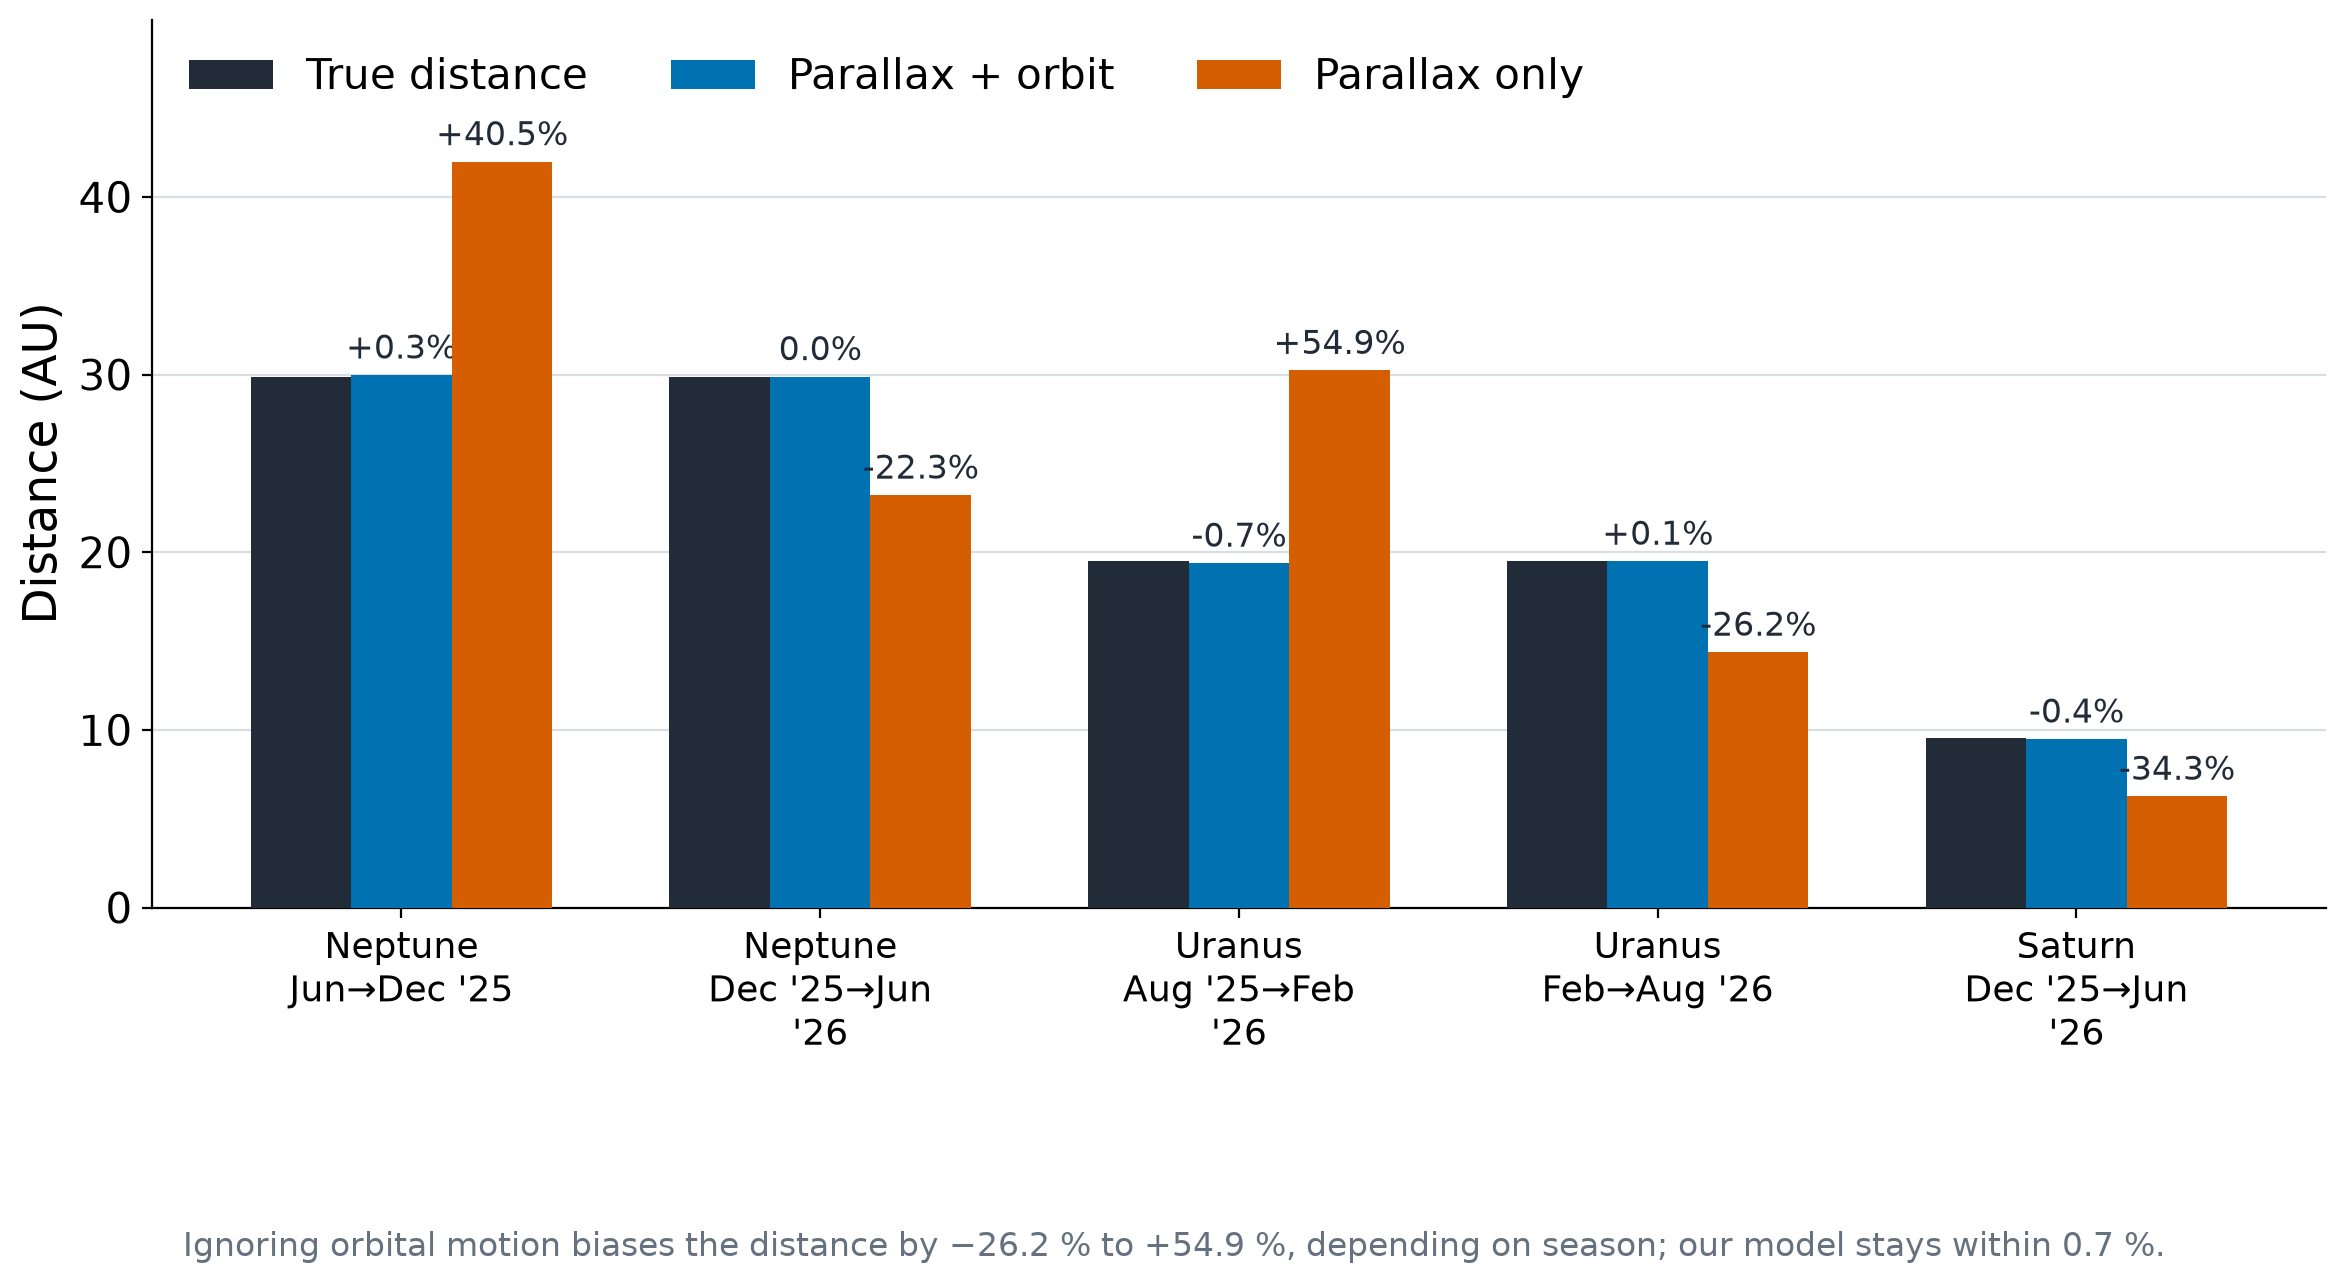 True distance Parallax + orbit Parallax only
+40.5%
40
+0.3%
0.0%
+54.9%
30
-22.3%
-0.7%
+0.1%
20
-26.2%
-0.4%
10
-34.3%
0
Distance (AU)
Neptune
Jun→Dec '25
Neptune
Dec '25→Jun
'26
Uranus
Aug '25→Feb
'26
Uranus
Feb→Aug '26
Saturn
Dec '25→Jun
'26
Ignoring orbital motion biases the distance by −26.2 % to +54.9 %, depending on season; our model stays within 0.7 %.